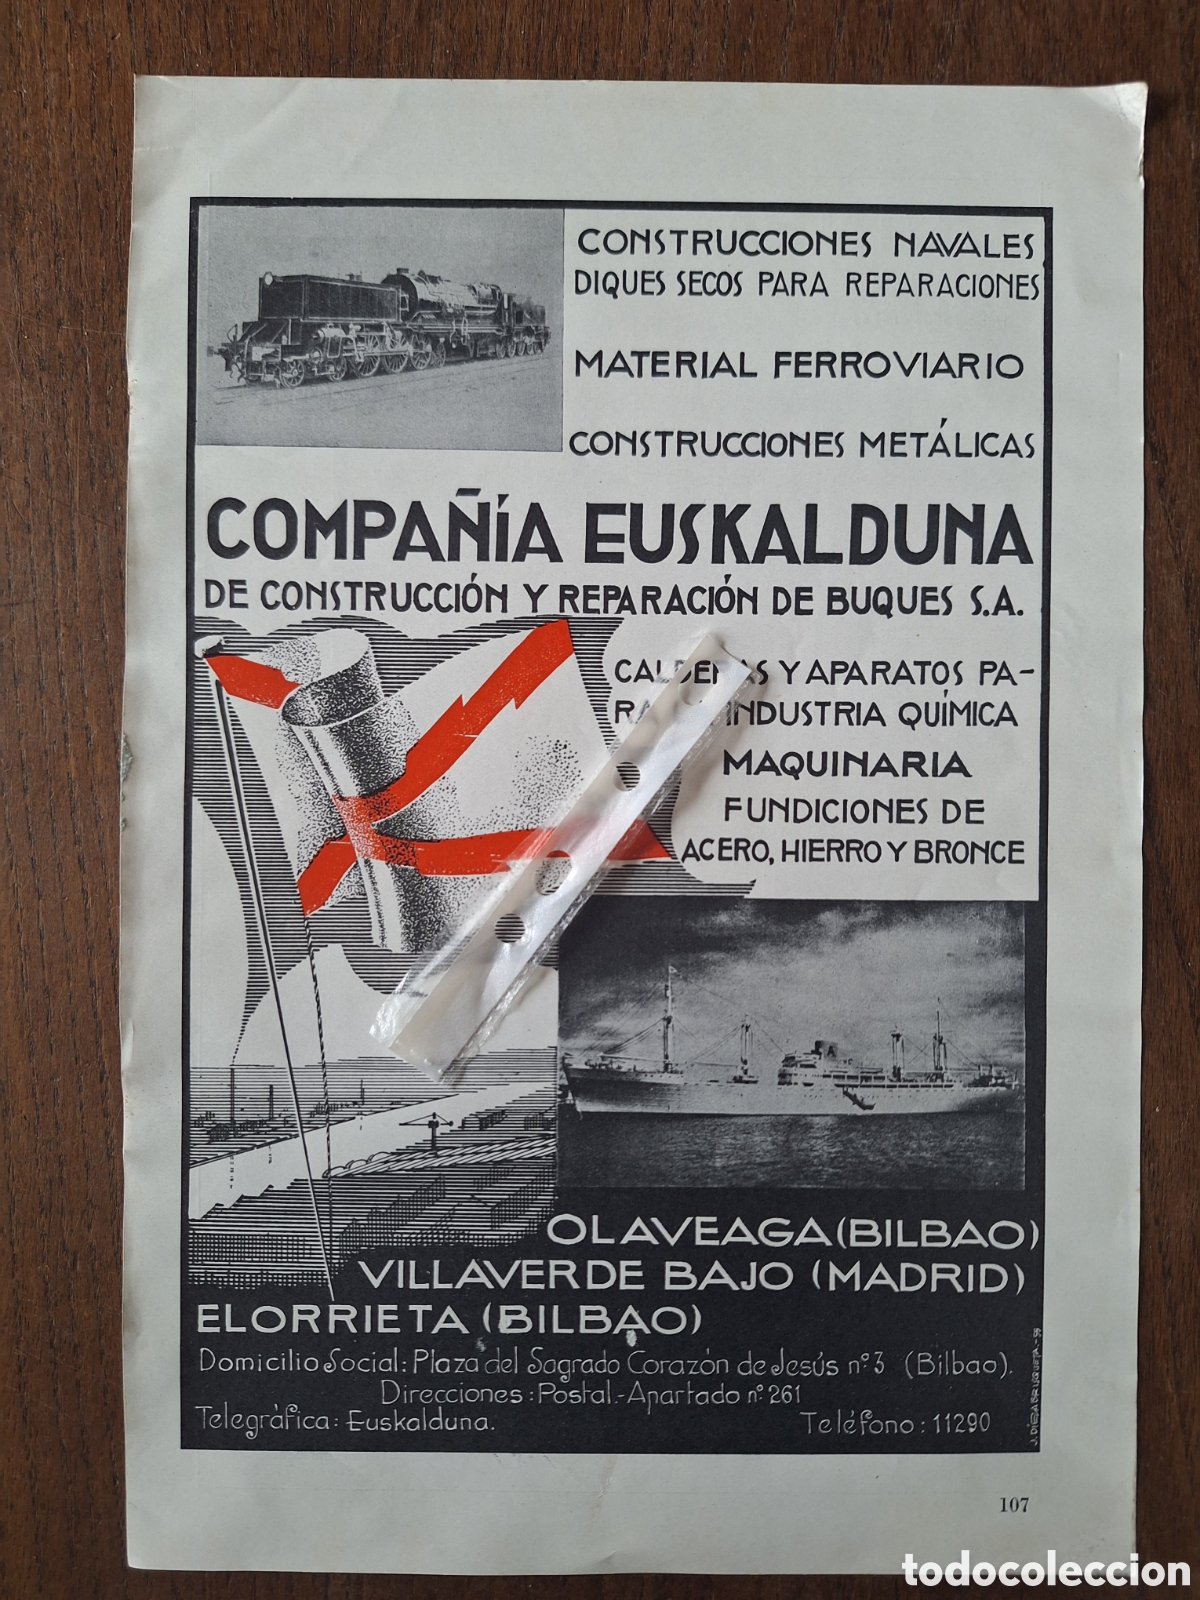 CONSTRUCCIONES NAVALES
DIQUES SECOS PARA REPARACIONES
MATERIAL FERROVIARIO
CONSTRUCCIONES METÁLICAS
COMPAÑÍA EUSKALDUNA
DE CONSTRUCCIÓN Y REPARACIÓN DE BUQUES S.A.
CALDERAS Y APARATOS PA-
RA INDUSTRIA QUÍMICA
MAQUINARIA
FUNDICIONES DE
ACERO, HIERRO Y BRONCE
OLAVEAGA (BILBAO)
VILLAVERDE BAJO (MADRID)
ELORRIETA (BILBAO)
Domicilio Social: Plaza del Sagrado Corazón de Jesús nº 3 (Bilbao).
Direcciones: Postal.-Apartado nº 261
Telegráfica: Euskalduna. Teléfono: 11290
107
todocoleccion